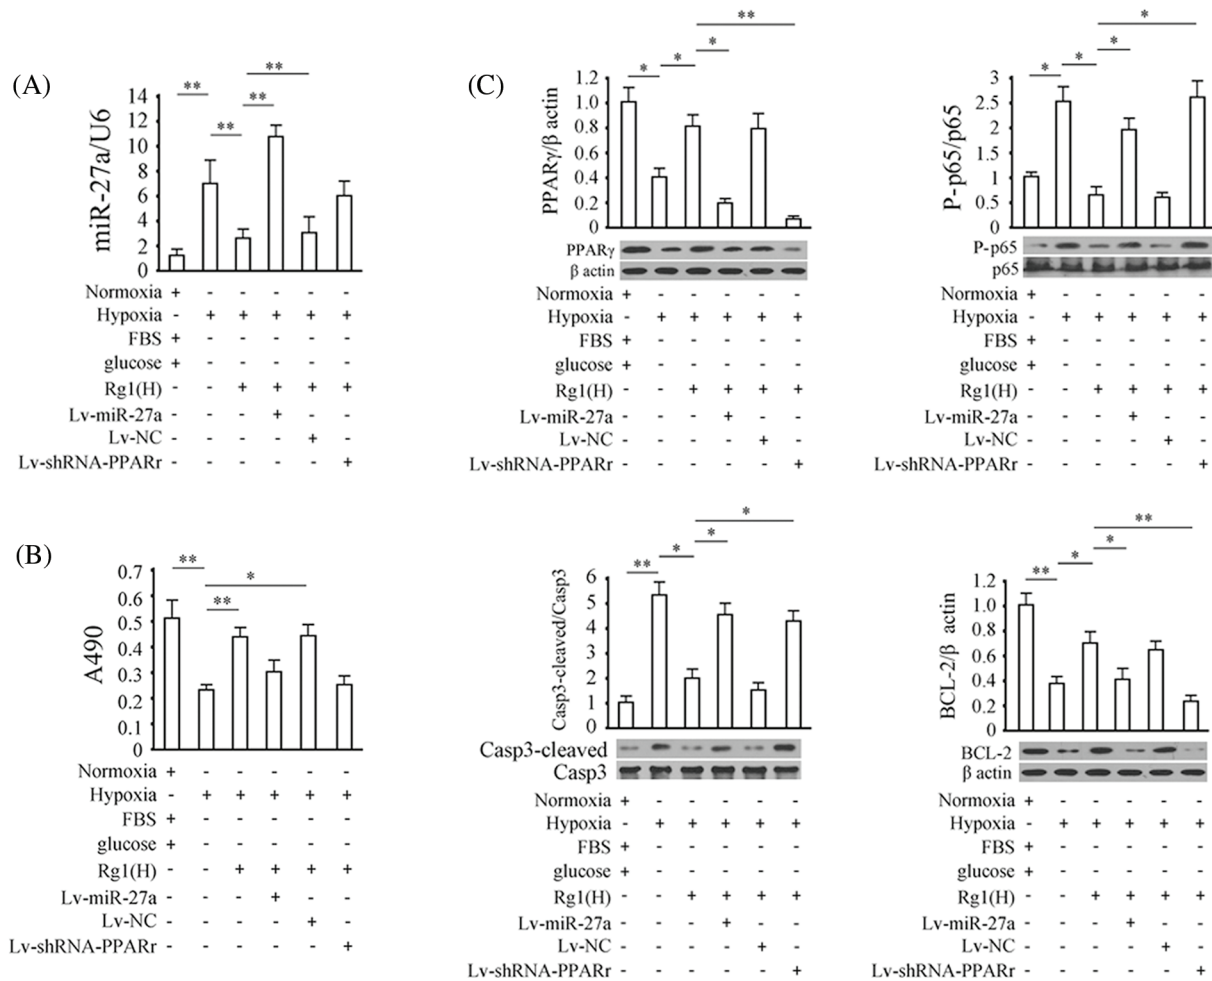 (A)
**
**
**
**
miR-27a/U6
14
12
10
8
6
4
2
0
Normoxia + - - - - -
Hypoxia - + + + + +
FBS + - - - - -
glucose + - - - - -
Rg1(H) - - + + + +
Lv-miR-27a - - - + - -
Lv-NC - - - - + -
Lv-shRNA-PPARr - - - - - +
(B)
**
*
**
A490
0.7
0.6
0.5
0.4
0.3
0.2
0.1
0
Normoxia + - - - - -
Hypoxia - + + + + +
FBS + - - - - -
glucose + - - - - -
Rg1(H) - - + + + +
Lv-miR-27a - - - + - -
Lv-NC - - - - + -
Lv-shRNA-PPARr - - - - - +
(C)
**
*
*
*
PPARγ/β actin
1.2
1.0
0.8
0.6
0.4
0.2
0
PPARγ
β actin
Normoxia + - - - - -
Hypoxia - + + + + +
FBS + - - - - -
glucose + - - - - -
Rg1(H) - - + + + +
Lv-miR-27a - - - + - -
Lv-NC - - - - + -
Lv-shRNA-PPARr - - - - - +
*
*
*
*
P-p65/p65
3
2.5
2
1.5
1
0.5
0
P-p65
p65
Normoxia + - - - - -
Hypoxia - + + + + +
FBS + - - - - -
glucose + - - - - -
Rg1(H) - - + + + +
Lv-miR-27a - - - + - -
Lv-NC - - - - + -
Lv-shRNA-PPARr - - - - - +
*
*
*
**
Casp3-cleaved/Casp3
6
5
4
3
2
1
0
Casp3-cleaved
Casp3
Normoxia + - - - - -
Hypoxia - + + + + +
FBS + - - - - -
glucose + - - - - -
Rg1(H) - - + + + +
Lv-miR-27a - - - + - -
Lv-NC - - - - + -
Lv-shRNA-PPARr - - - - - +
**
*
*
**
BCL-2/β actin
1.2
1.0
0.8
0.6
0.4
0.2
0
BCL-2
β actin
Normoxia + - - - - -
Hypoxia - + + + + +
FBS + - - - - -
glucose + - - - - -
Rg1(H) - - + + + +
Lv-miR-27a - - - + - -
Lv-NC - - - - + -
Lv-shRNA-PPARr - - - - - +